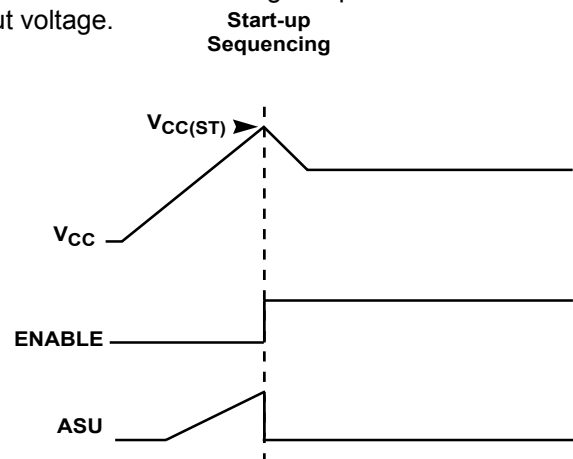 ut voltage.
Start-up
Sequencing
VCC(ST)
VCC
ENABLE
ASU